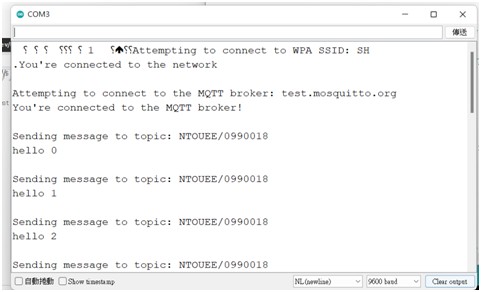 COM3
傳送
1 Attempting to connect to WPA SSID: SH
.You're connected to the network
Attempting to connect to the MQTT broker: test.mosquitto.org
You're connected to the MQTT broker!
Sending message to topic: NTOUEE/0990018
hello 0
Sending message to topic: NTOUEE/0990018
hello 1
Sending message to topic: NTOUEE/0990018
hello 2
Sending message to topic: NTOUEE/0990018
自動捲動 Show timestamp NL(newline) 9600 baud Clear output